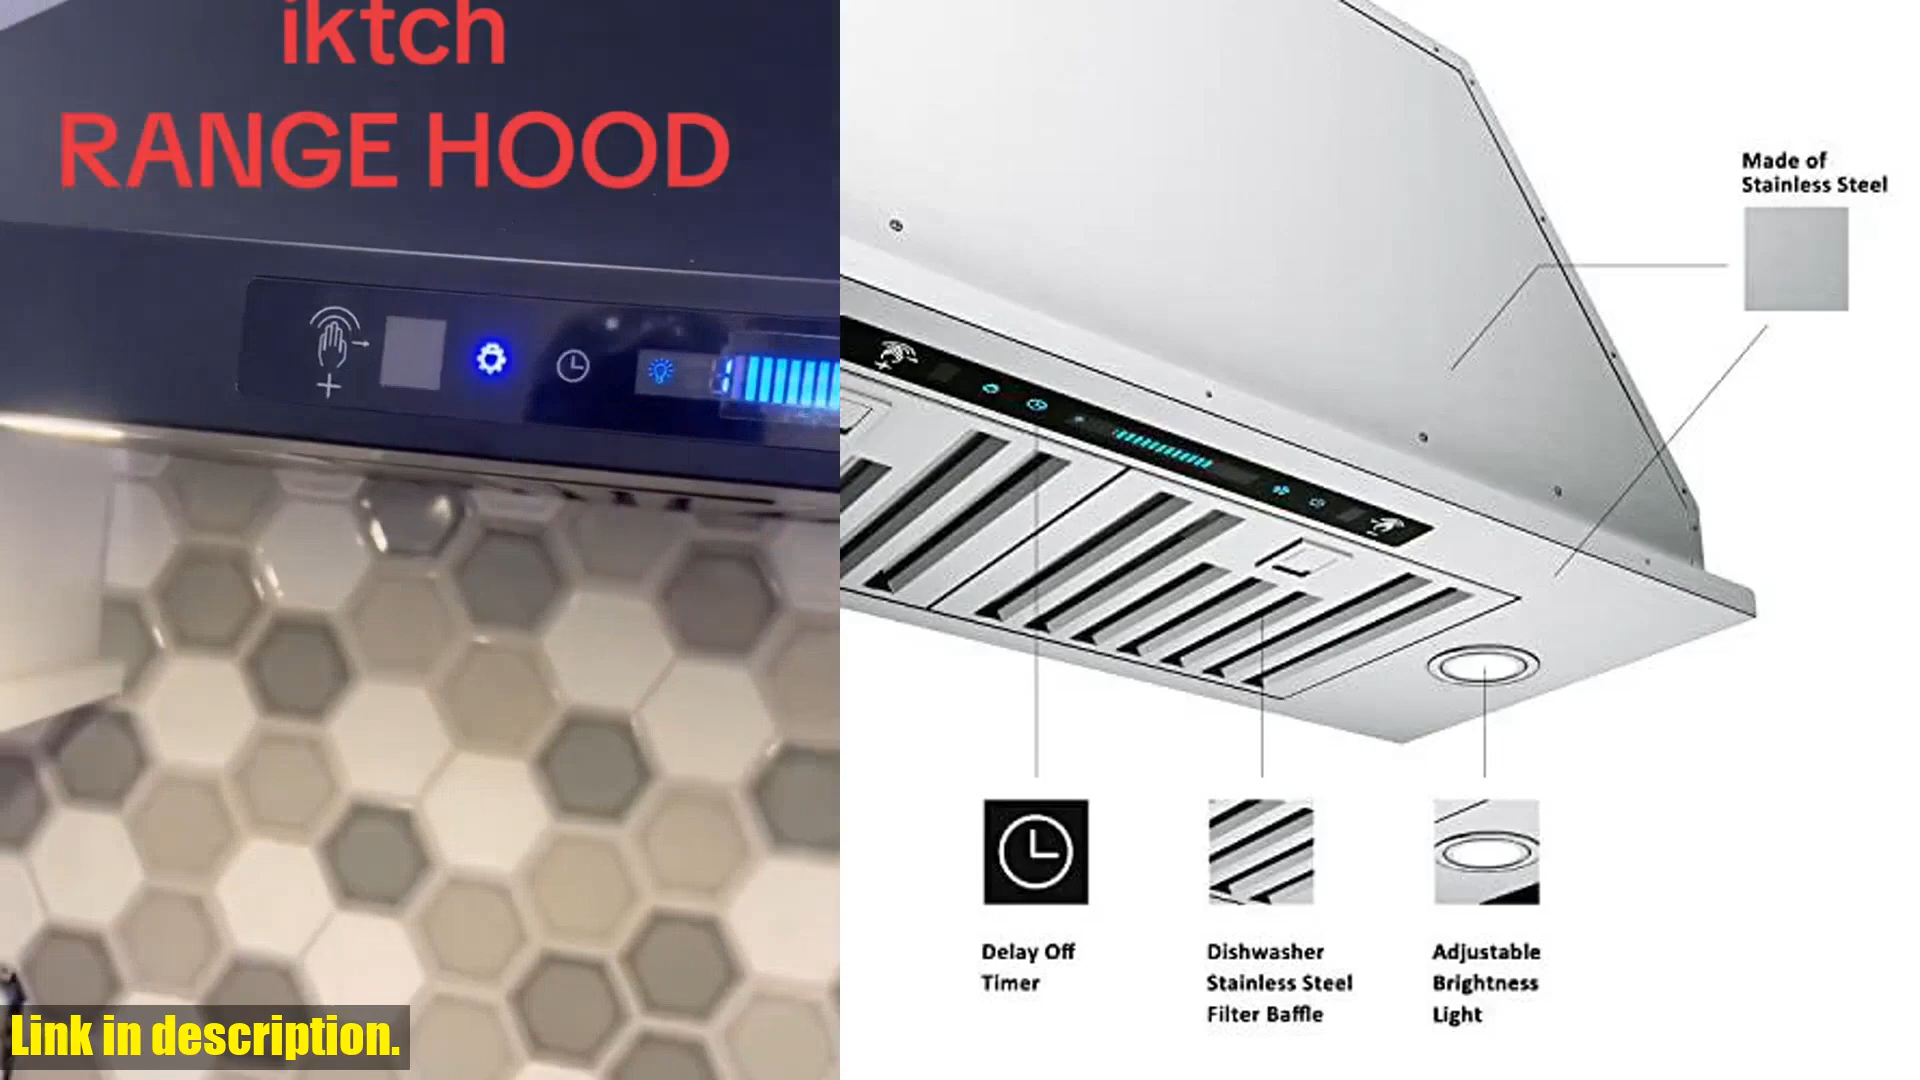 iktch
RANGE HOOD
Made of
Stainless Steel
Delay Off
Timer
Dishwasher
Stainless Steel
Filter Baffle
Adjustable
Brightness
Light
Link in description.